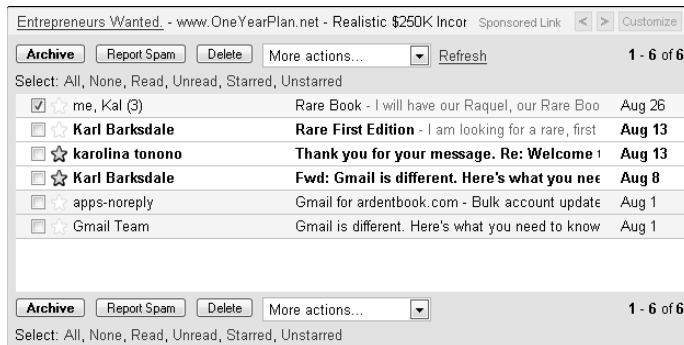 Entrepreneurs Wanted. - www.OneYearPlan.net - Realistic $250K Incor Sponsored Link < > Customize
Archive Report Spam Delete More actions... Refresh 1 - 6 of 6
Select: All, None, Read, Unread, Starred, Unstarred
me, Kal (3) Rare Book - I will have our Raquel, our Rare Boo Aug 26
Karl Barksdale Rare First Edition - I am looking for a rare, first Aug 13
karolina tonono Thank you for your message. Re: Welcome t Aug 13
Karl Barksdale Fwd: Gmail is different. Here's what you nee Aug 8
apps-noreply Gmail for ardentbook.com - Bulk account update Aug 1
Gmail Team Gmail is different. Here's what you need to know Aug 1
Archive Report Spam Delete More actions... 1 - 6 of 6
Select: All, None, Read, Unread, Starred, Unstarred